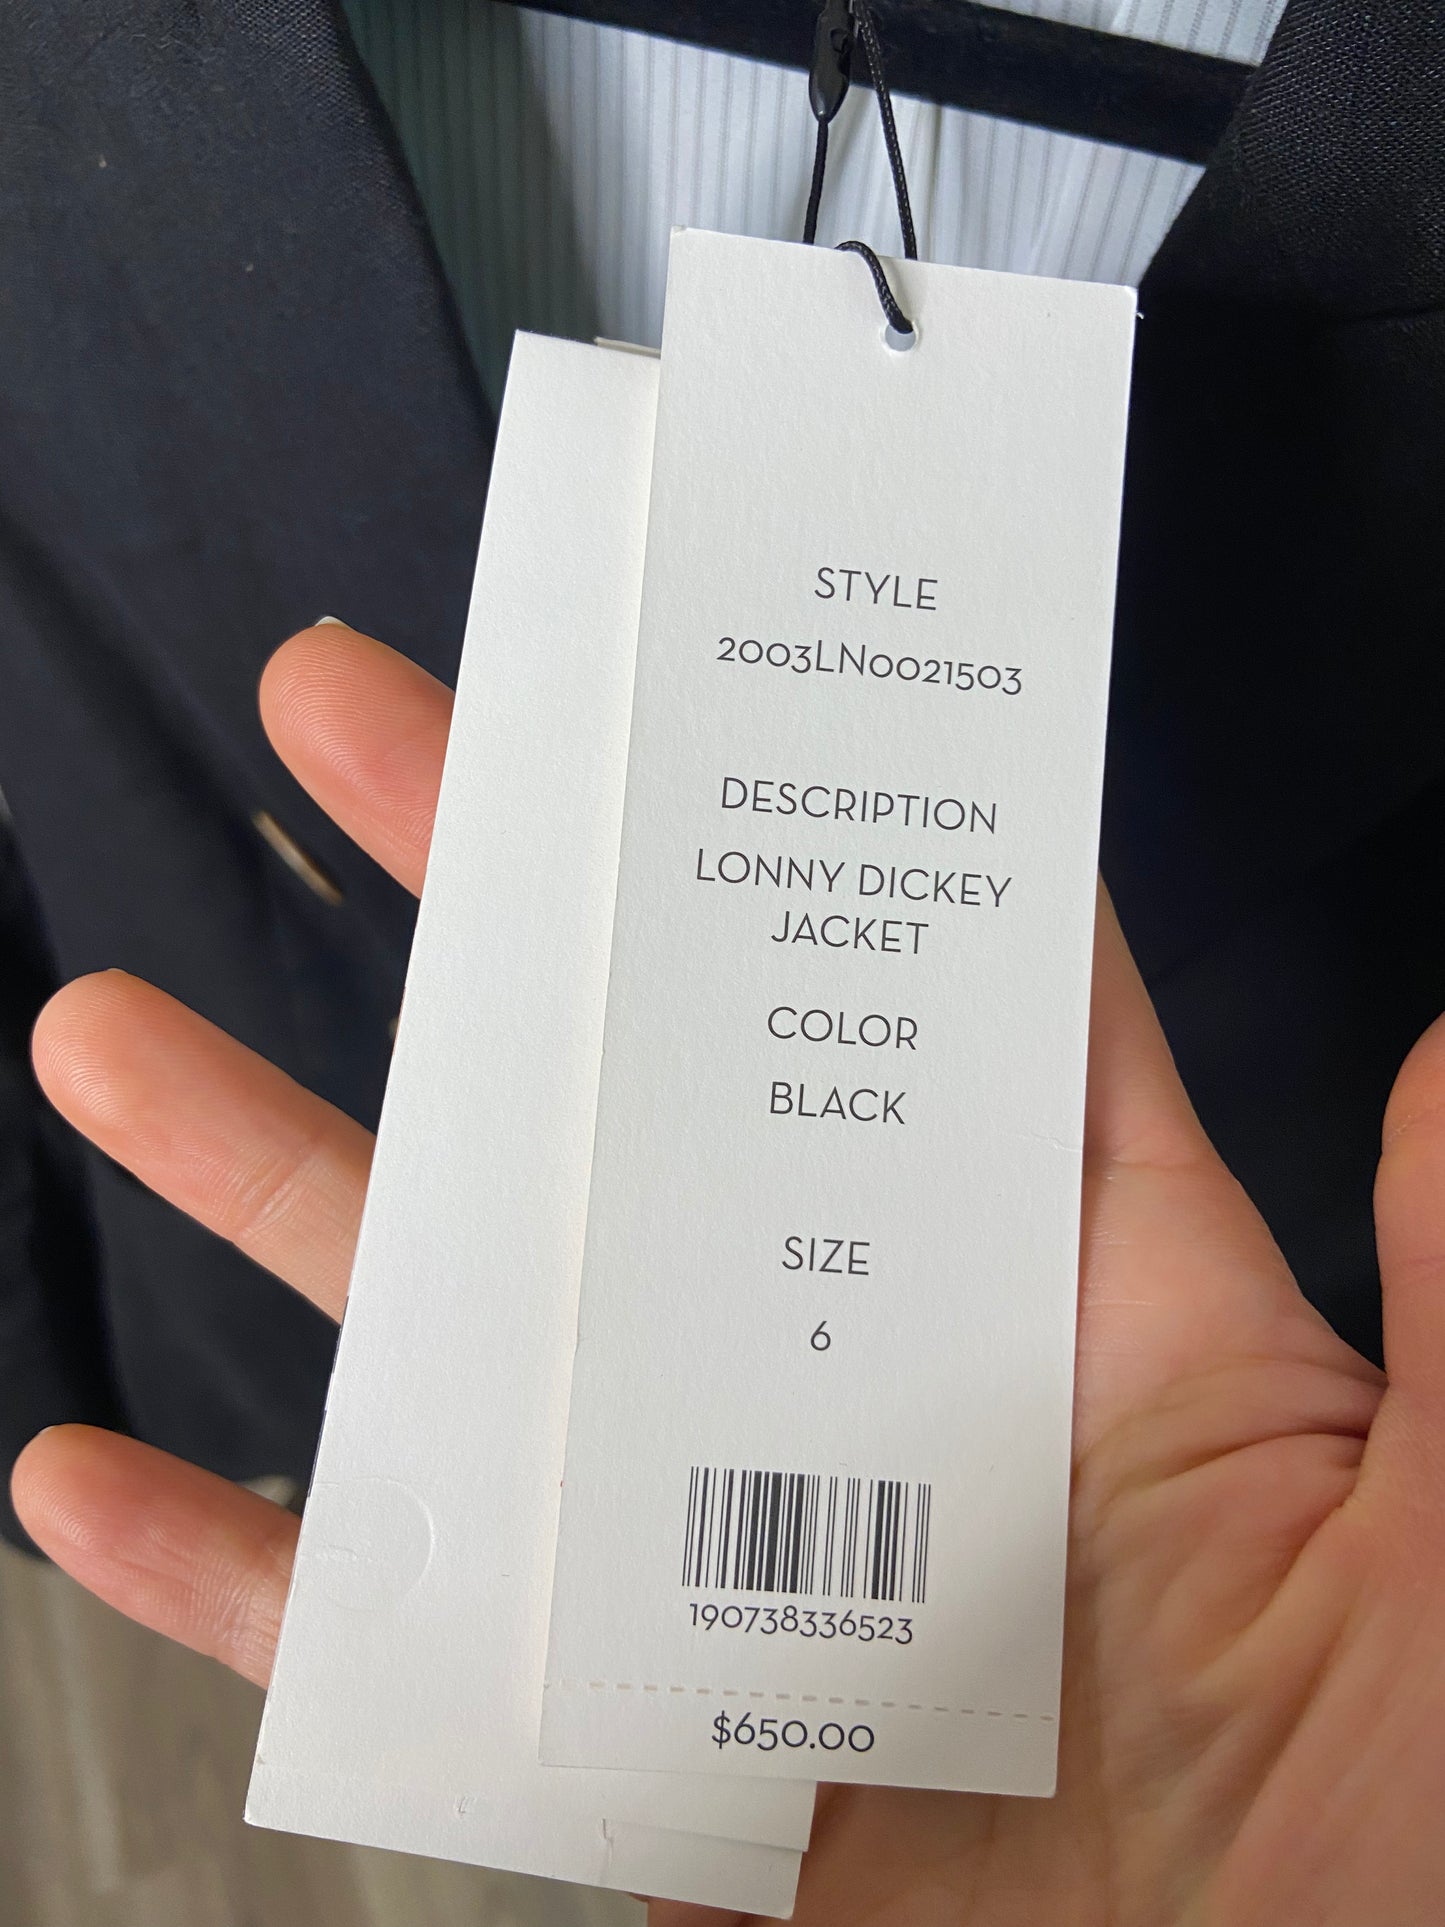 STYLE
2003LN0021503
DESCRIPTION
LONNY DICKEY
JACKET
COLOR
BLACK
SIZE
6
190738336523
$650.00